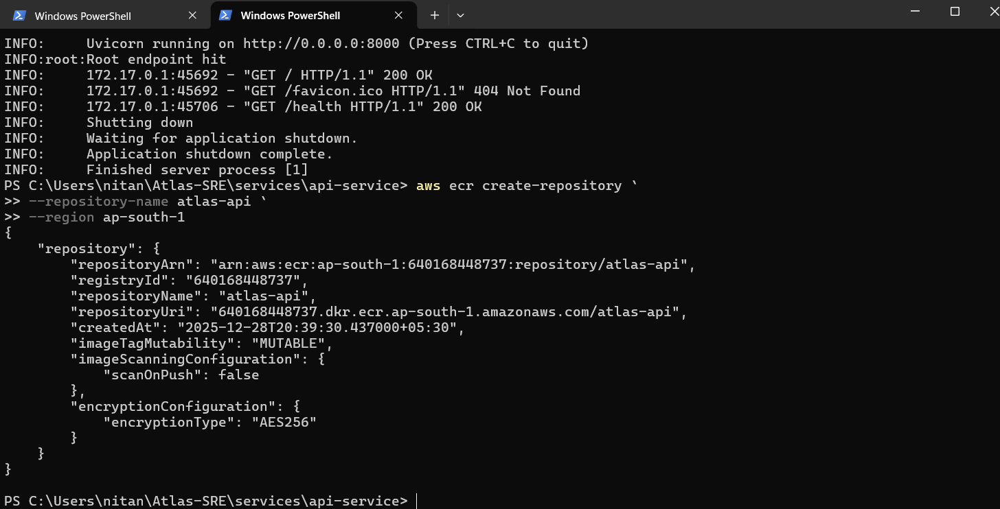 Windows PowerShell
Windows PowerShell
INFO:     Uvicorn running on http://0.0.0.0:8000 (Press CTRL+C to quit)
INFO:root:Root endpoint hit
INFO:     172.17.0.1:45692 - "GET / HTTP/1.1" 200 OK
INFO:     172.17.0.1:45692 - "GET /favicon.ico HTTP/1.1" 404 Not Found
INFO:     172.17.0.1:45706 - "GET /health HTTP/1.1" 200 OK
INFO:     Shutting down
INFO:     Waiting for application shutdown.
INFO:     Application shutdown complete.
INFO:     Finished server process [1]
PS C:\Users\nitan\Atlas-SRE\services\api-service> aws ecr create-repository `
>> --repository-name atlas-api `
>> --region ap-south-1
{
    "repository": {
        "repositoryArn": "arn:aws:ecr:ap-south-1:640168448737:repository/atlas-api",
        "registryId": "640168448737",
        "repositoryName": "atlas-api",
        "repositoryUri": "640168448737.dkr.ecr.ap-south-1.amazonaws.com/atlas-api",
        "createdAt": "2025-12-28T20:39:30.437000+05:30",
        "imageTagMutability": "MUTABLE",
        "imageScanningConfiguration": {
            "scanOnPush": false
        },
        "encryptionConfiguration": {
            "encryptionType": "AES256"
        }
    }
}
PS C:\Users\nitan\Atlas-SRE\services\api-service>